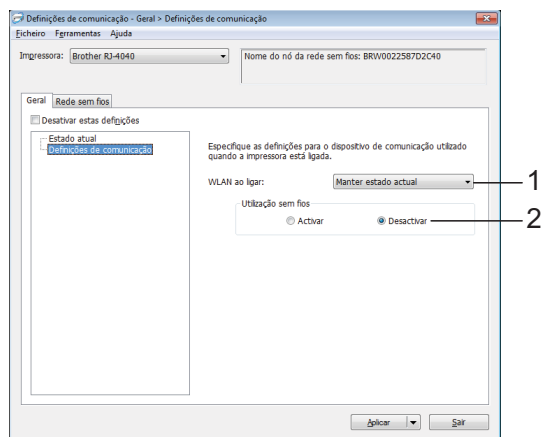 Definições de comunicação - Geral > Definições de comunicação
Ficheiro Ferramentas Ajuda
Impressora: Brother RJ-4040
Nome do nó da rede sem fios: BRW0022587D2C40
Geral Rede sem fios
Desativar estas definições
Estado atual
Definições de comunicação
Especifique as definições para o dispositivo de comunicação utilizado
quando a impressora está ligada.
WLAN ao ligar: Manter estado actual 1
Utilização sem fios
Activar Desactivar 2
Aplicar Sair